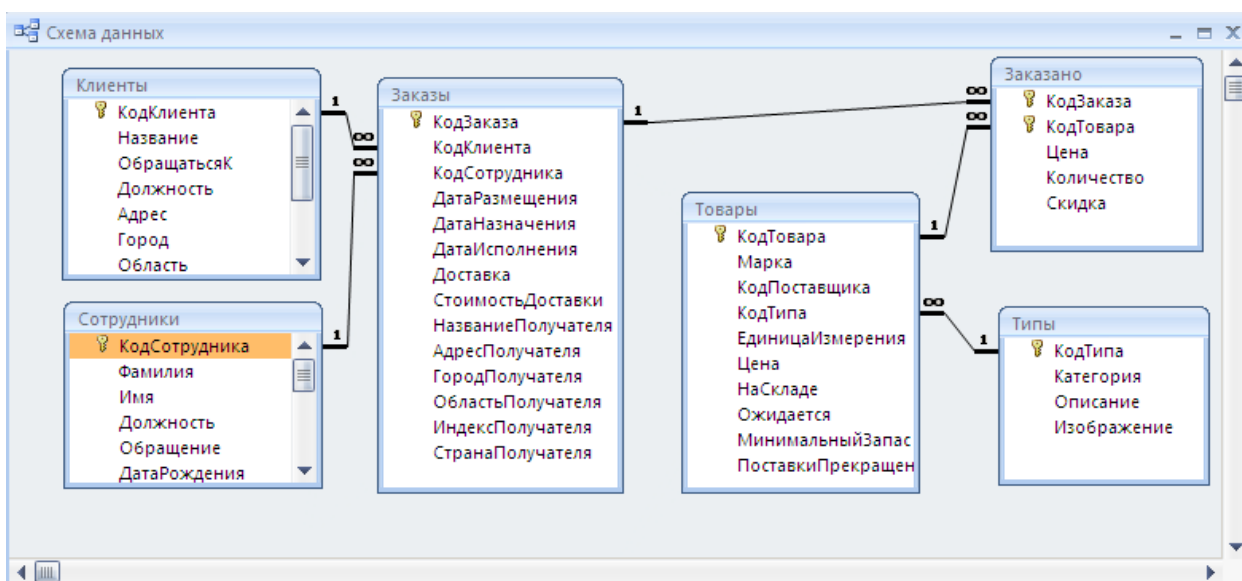 Схема данных
Клиенты
КодКлиента
Название
ОбращатьсяК
Должность
Адрес
Город
Область
Сотрудники
КодСотрудника
Фамилия
Имя
Должность
Обращение
ДатаРождения
1
1
∞
∞
Заказы
КодЗаказа
КодКлиента
КодСотрудника
ДатаРазмещения
ДатаНазначения
ДатаИсполнения
Доставка
СтоимостьДоставки
НазваниеПолучателя
АдресПолучателя
ГородПолучателя
ОбластьПолучателя
ИндексПолучателя
СтранаПолучателя
1
Товары
КодТовара
Марка
КодПоставщика
КодТипа
ЕдиницаИзмерения
Цена
НаСкладе
Ожидается
МинимальныйЗапас
ПоставкиПрекращен
1
∞
∞
∞
1
Заказано
КодЗаказа
КодТовара
Цена
Количество
Скидка
Типы
КодТипа
Категория
Описание
Изображение